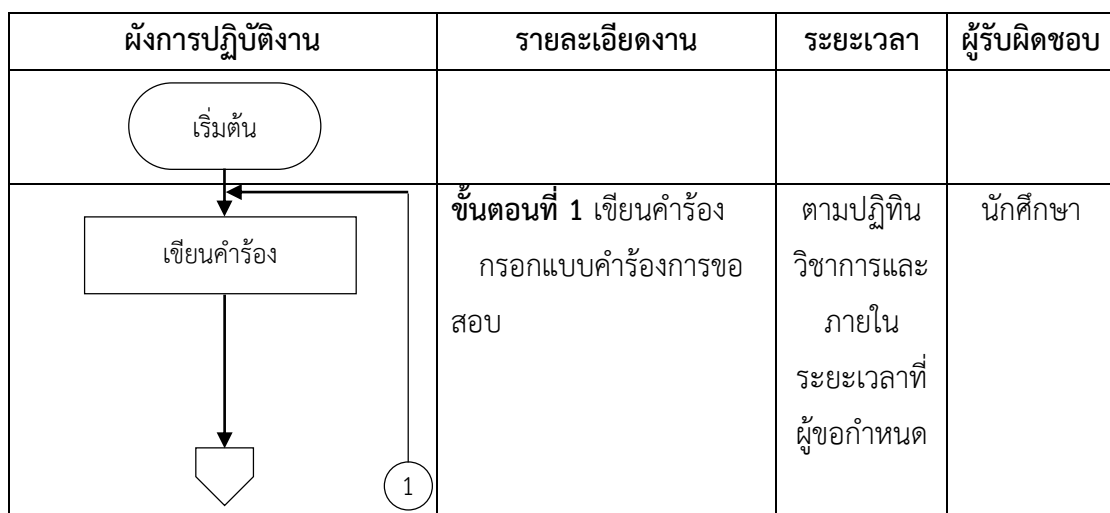 ผังการปฏิบัติงาน รายละเอียดงาน ระยะเวลา ผู้รับผิดชอบ
เริ่มต้น
เขียนคำร้อง
1
ขั้นตอนที่ 1 เขียนคำร้อง
กรอกแบบคำร้องการขอ
สอบ
ตามปฏิทิน
วิชาการและ
ภายใน
ระยะเวลาที่
ผู้ขอกำหนด
นักศึกษา